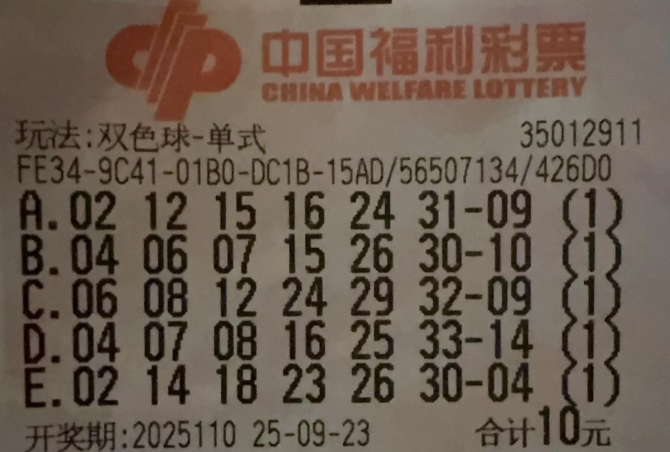 中国福利彩票
CHINA WELFARE LOTTERY
玩法:双色球-单式 35012911
FE34-9C41-01B0-DC1B-15AD/56507134/426D0
A.02 12 15 16 24 31-09 (1)
B.04 06 07 15 26 30-10 (1)
C.06 08 12 24 29 32-09 (1)
D.04 07 08 16 25 33-14 (1)
E.02 14 18 23 26 30-04 (1)
开奖期:2025110 25-09-23 合计10元